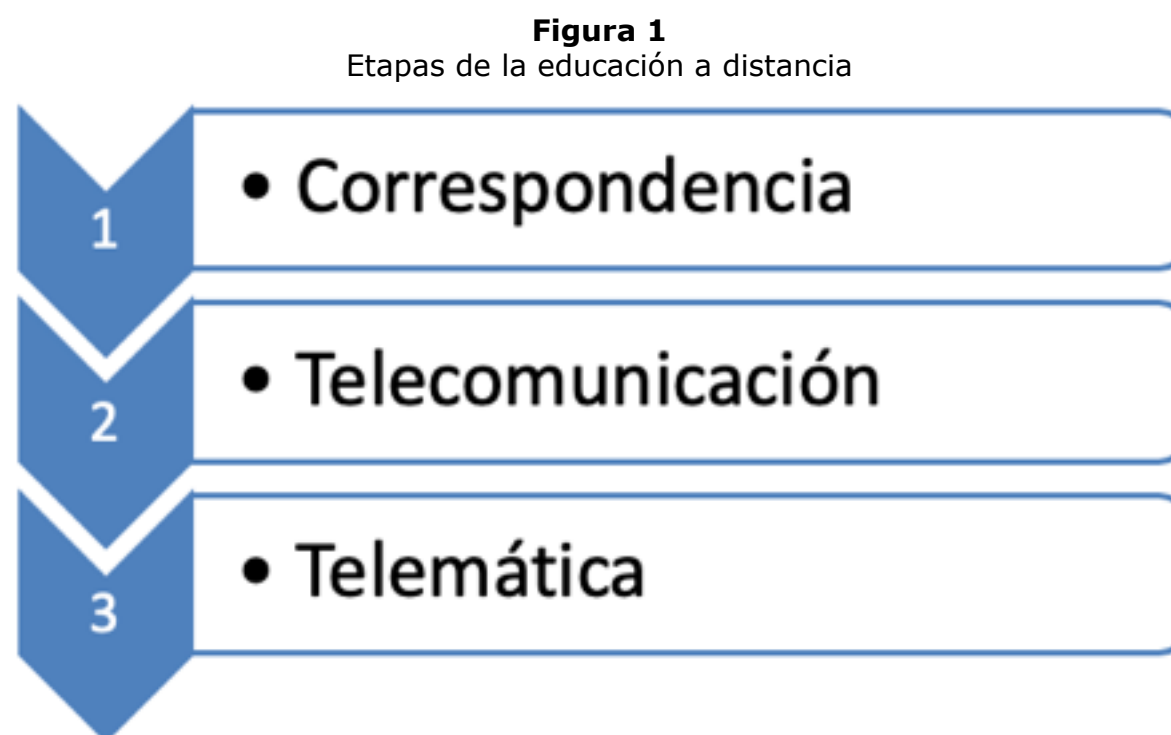 Figura 1
Etapas de la educación a distancia
1
• Correspondencia
2
• Telecomunicación
3
• Telemática